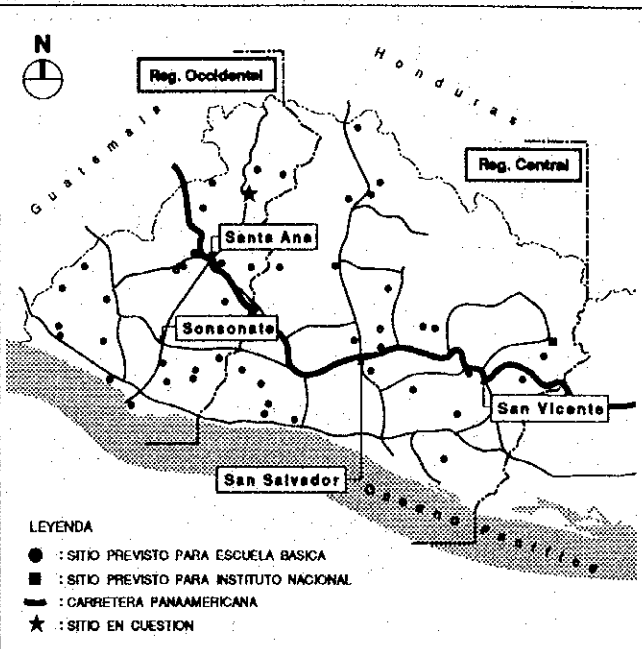 N
Reg. Occidental
Honduras
Guatemala
Reg. Central
Santa Ana
Sonsonate
San Vicente
San Salvador
Oceano Pacifico
LEYENDA
: SITIO PREVISTO PARA ESCUELA BASICA
: SITIO PREVISTO PARA INSTITUTO NACIONAL
: CARRETERA PANAAMERICANA
: SITIO EN CUESTION